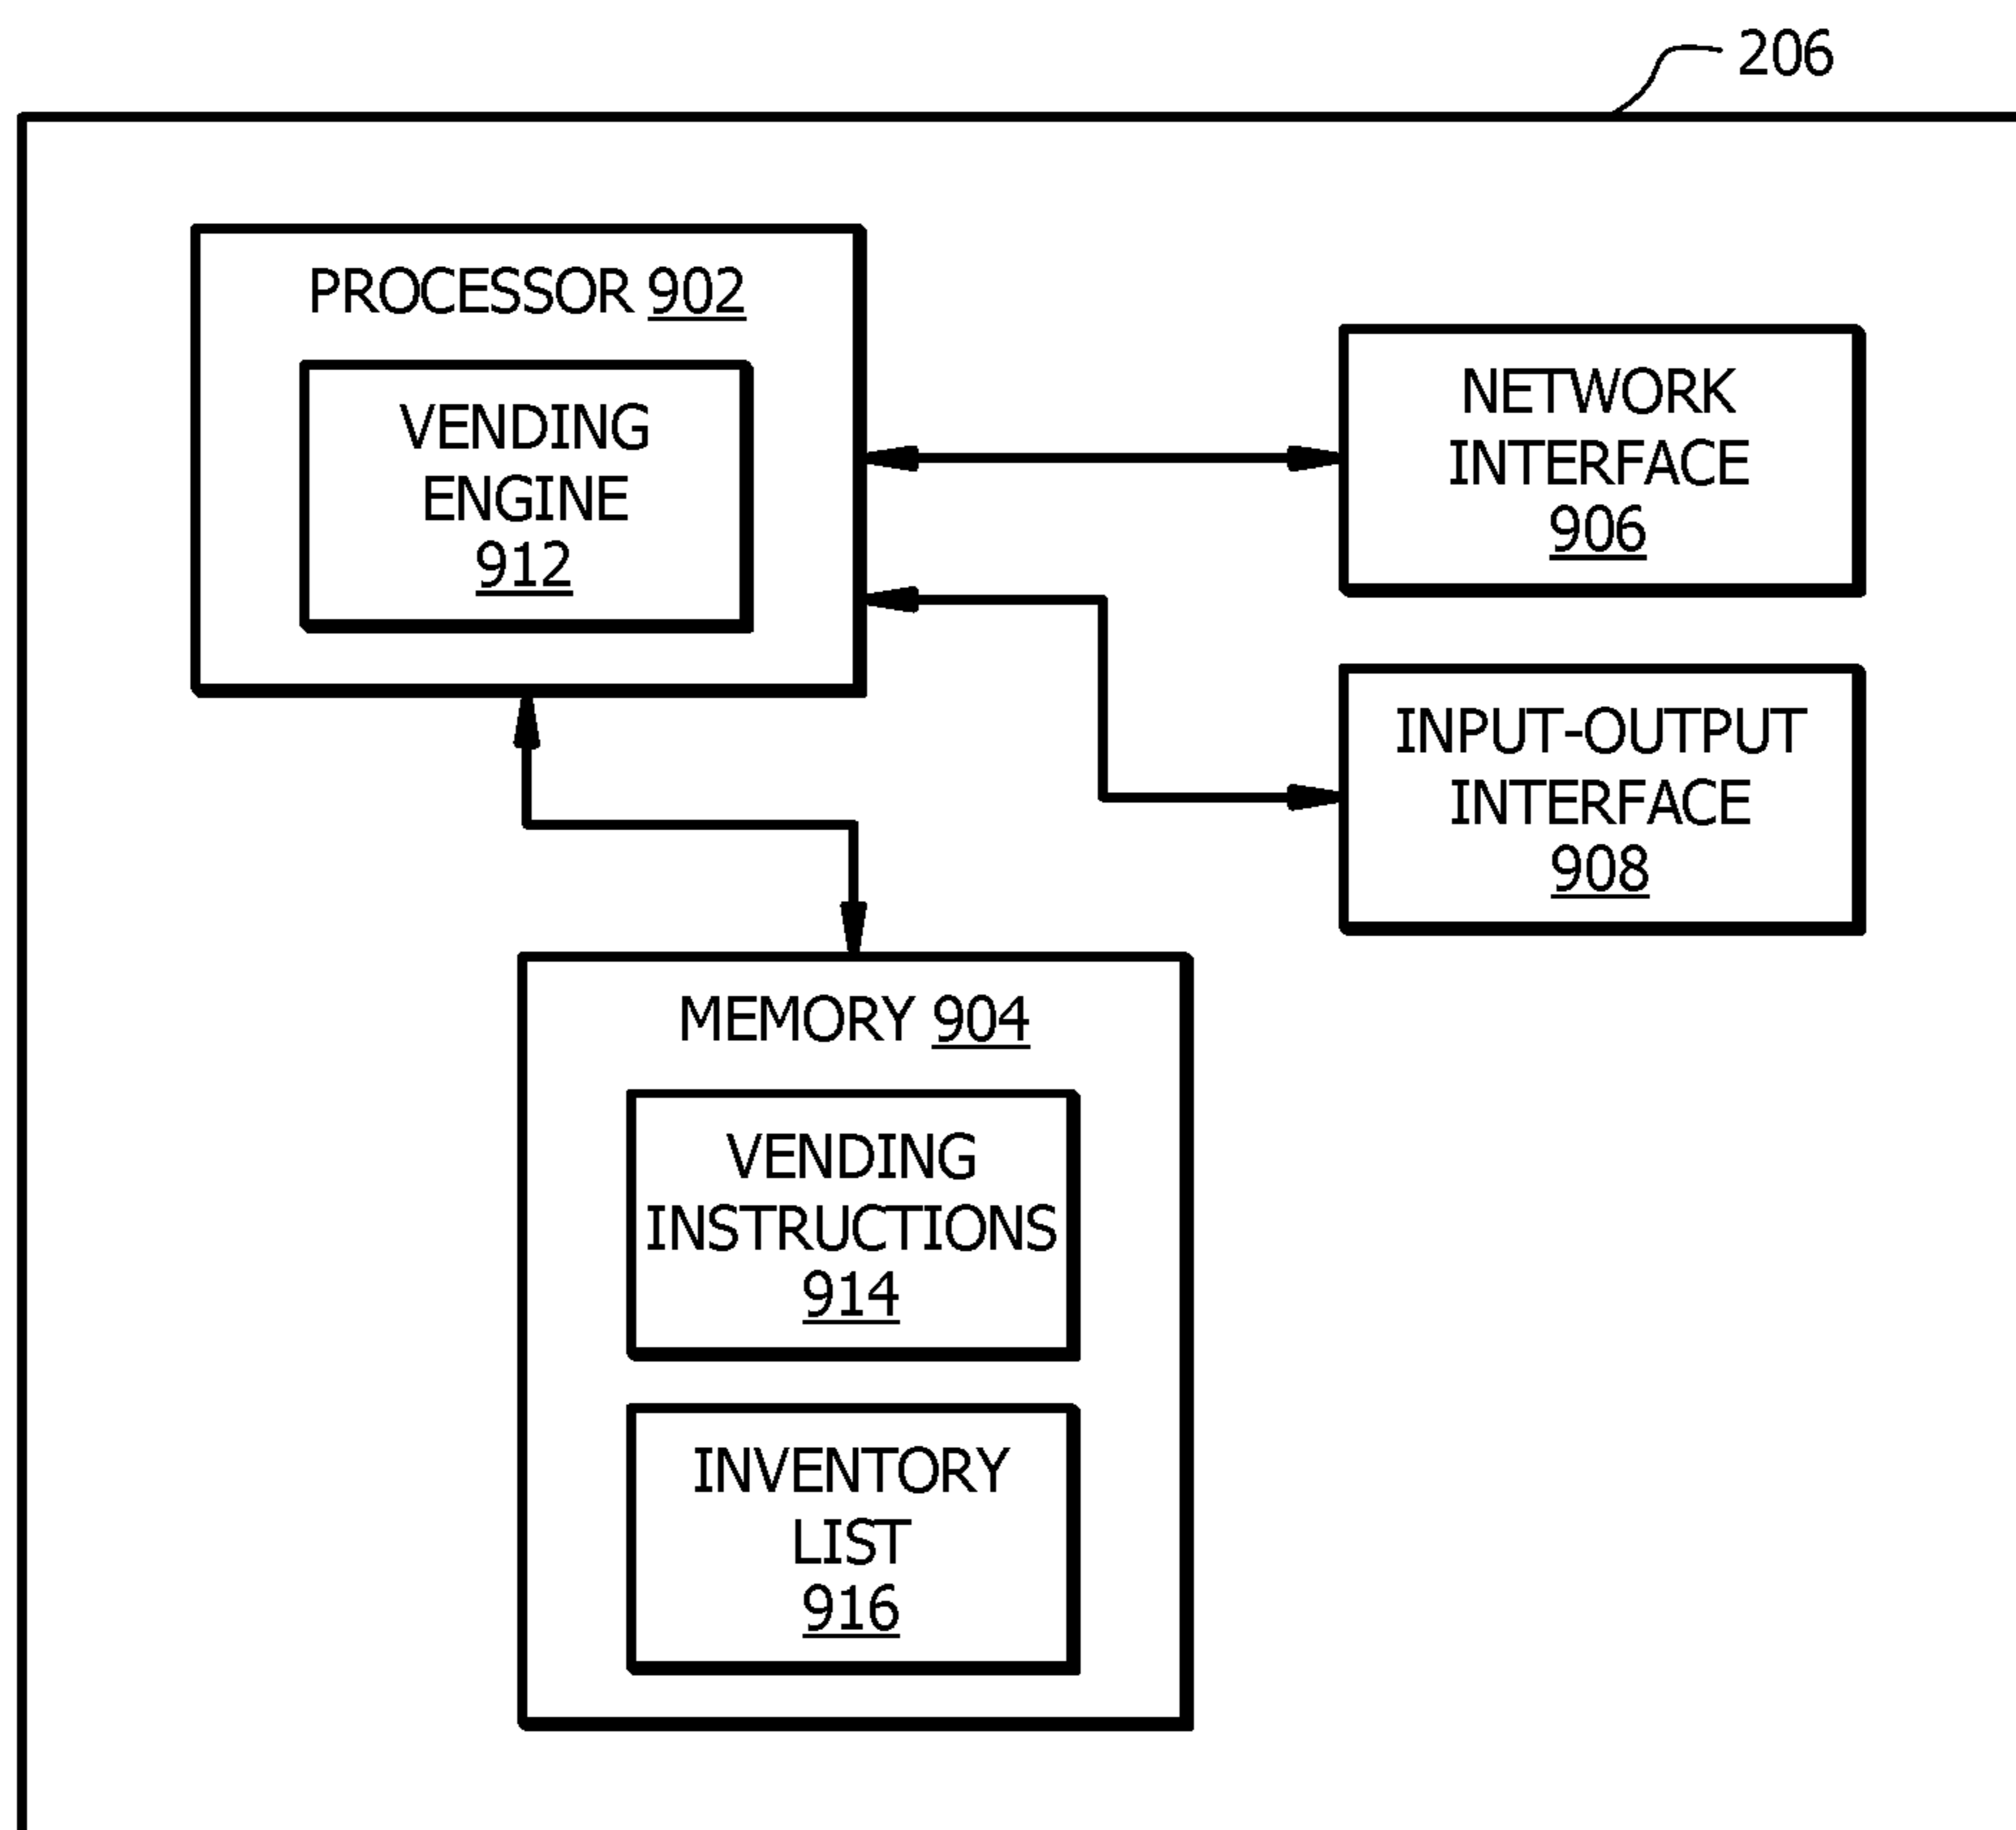 206
PROCESSOR 902
VENDING
ENGINE
912
NETWORK
INTERFACE
906
INPUT-OUTPUT
INTERFACE
908
MEMORY 904
VENDING
INSTRUCTIONS
914
INVENTORY
LIST
916